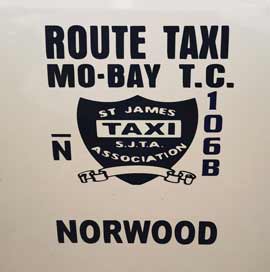 ROUTE TAXI
MO-BAY T.C.
ST JAMES
TAXI
S.J.T.A.
ASSOCIATION
N
106B
NORWOOD